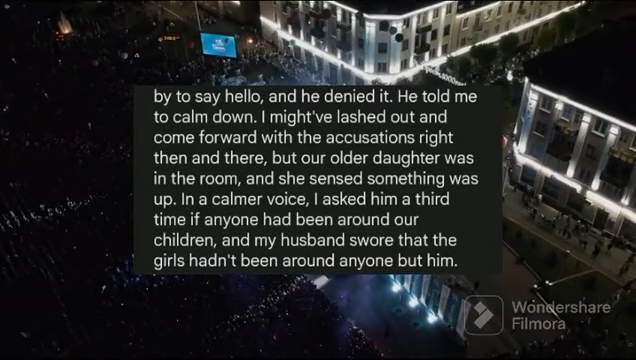 by to say hello, and he denied it. He told me
to calm down. I might've lashed out and
come forward with the accusations right
then and there, but our older daughter was
in the room, and she sensed something was
up. In a calmer voice, I asked him a third
time if anyone had been around our
children, and my husband swore that the
girls hadn't been around anyone but him.
Wondershare
Filmora